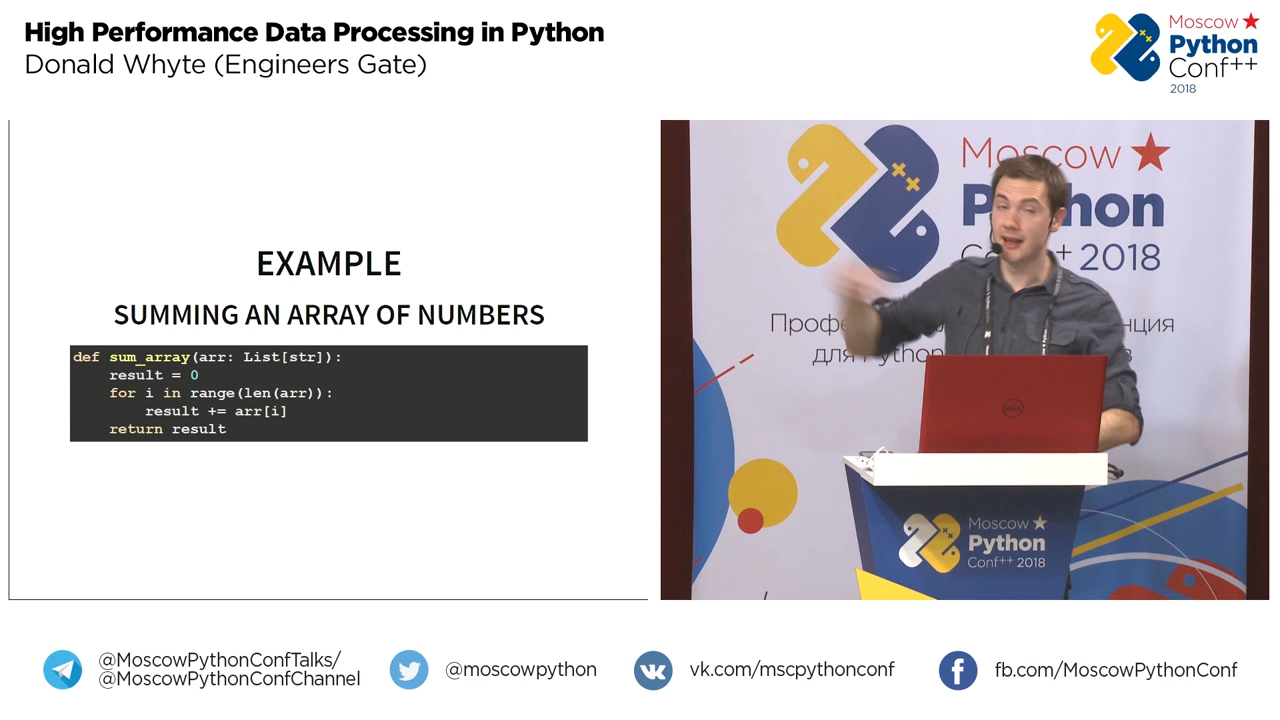 High Performance Data Processing in Python
Donald Whyte (Engineers Gate)
Moscow
Python
Conf++
2018
EXAMPLE
SUMMING AN ARRAY OF NUMBERS
def sum_array(arr: List[str]):
    result = 0
    for i in range(len(arr)):
        result += arr[i]
    return result
Moscow
Conf++ 2018
для Python
DELL
Moscow
Python
Conf++ 2018
@MoscowPythonConfTalks/
@MoscowPythonConfChannel
@moscowpython
vk.com/mscpythonconf
fb.com/MoscowPythonConf